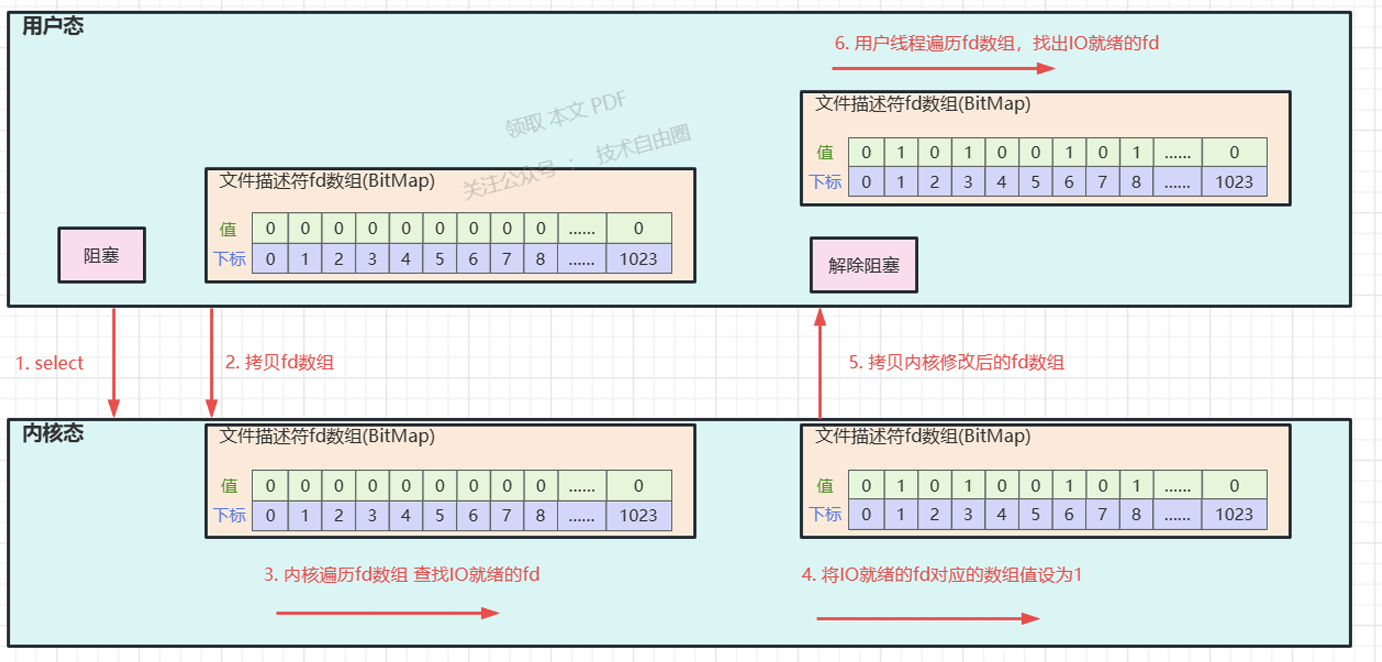 用户态
6. 用户线程遍历fd数组，找出IO就绪的fd
领取 本文 PDF
关注公众号 ： 技术自由圈
文件描述符fd数组(BitMap)
值 0 1 0 1 0 0 1 0 1 ...... 0
下标 0 1 2 3 4 5 6 7 8 ...... 1023
文件描述符fd数组(BitMap)
值 0 0 0 0 0 0 0 0 0 ...... 0
下标 0 1 2 3 4 5 6 7 8 ...... 1023
阻塞
解除阻塞
1. select
2. 拷贝fd数组
5. 拷贝内核修改后的fd数组
内核态
文件描述符fd数组(BitMap)
值 0 0 0 0 0 0 0 0 0 ...... 0
下标 0 1 2 3 4 5 6 7 8 ...... 1023
文件描述符fd数组(BitMap)
值 0 1 0 1 0 0 1 0 1 ...... 0
下标 0 1 2 3 4 5 6 7 8 ...... 1023
3. 内核遍历fd数组 查找IO就绪的fd
4. 将IO就绪的fd对应的数组值设为1